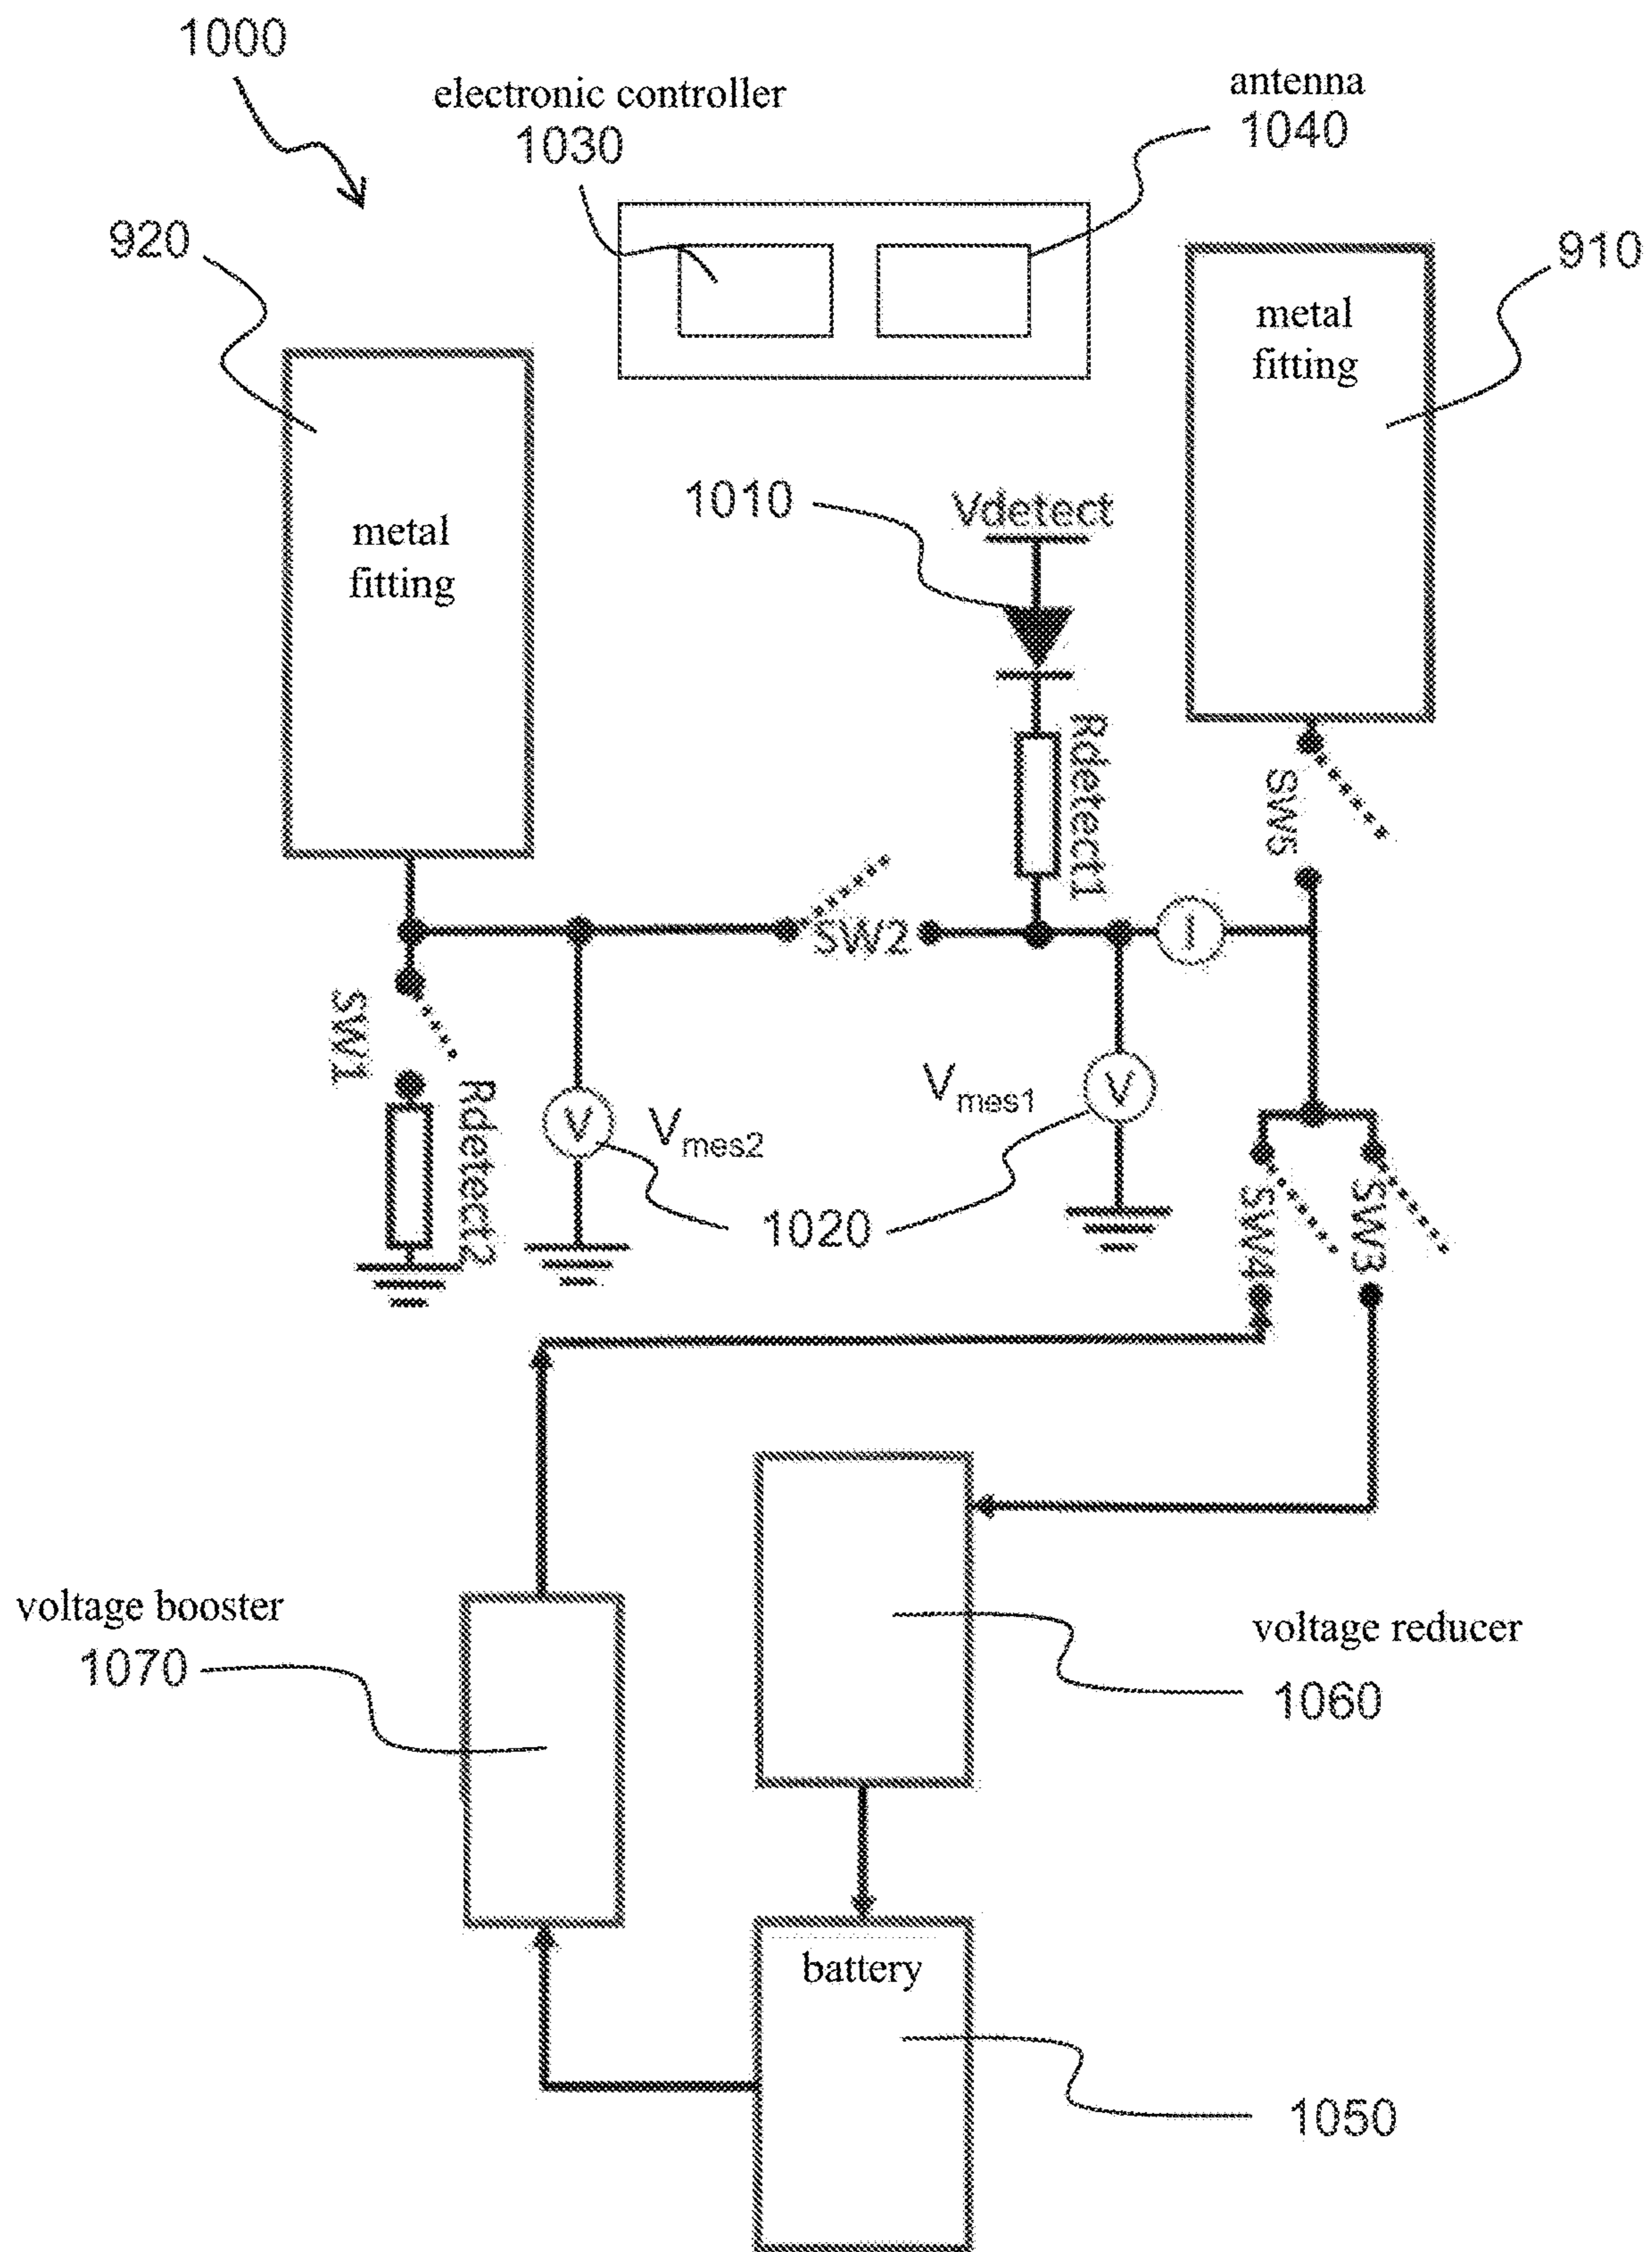 1000
electronic controller
1030
antenna
1040
920
910
metal
fitting
metal
fitting
1010
Vdetect
Rdetect1
SW5
SW2
SW1
Rdetect2
V
Vmes2
Vmes1
V
I
1020
SW4
SW3
voltage booster
1070
voltage reducer
1060
battery
1050